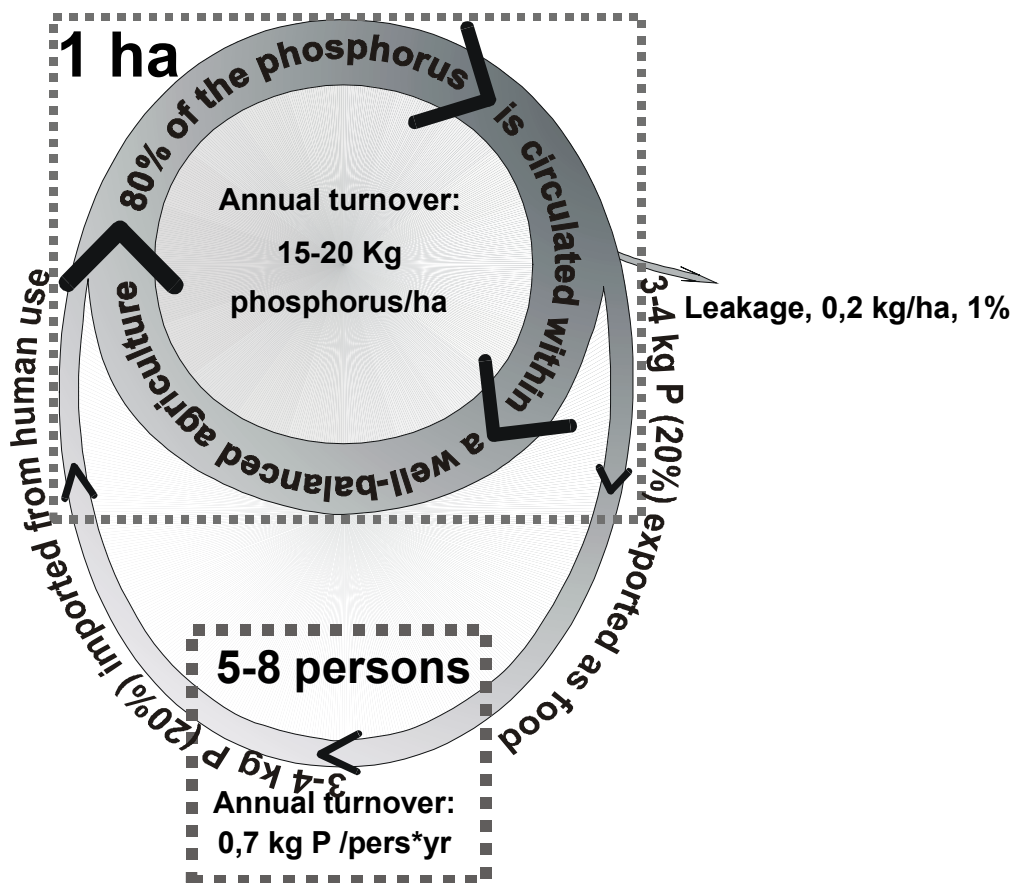 1 ha
80% of the phosphorus
is circulated within
a well-balanced agriculture
Annual turnover:
15-20 Kg
phosphorus/ha
Leakage, 0,2 kg/ha, 1%
3-4 kg P (20%) exported as food
5-8 persons
3-4 kg P (20%) imported from human use
Annual turnover:
0,7 kg P /pers*yr